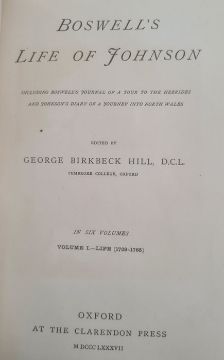 BOSWELL'S
LIFE OF JOHNSON
INCLUDING BOSWELL'S JOURNAL OF A TOUR TO THE HEBRIDES
AND JOHNSON'S DIARY OF A JOURNEY INTO NORTH WALES
EDITED BY
GEORGE BIRKBECK HILL, D.C.L.
PEMBROKE COLLEGE, OXFORD
IN SIX VOLUMES
VOLUME I.—LIFE (1709-1765)
OXFORD
AT THE CLARENDON PRESS
M DCCC LXXXVII